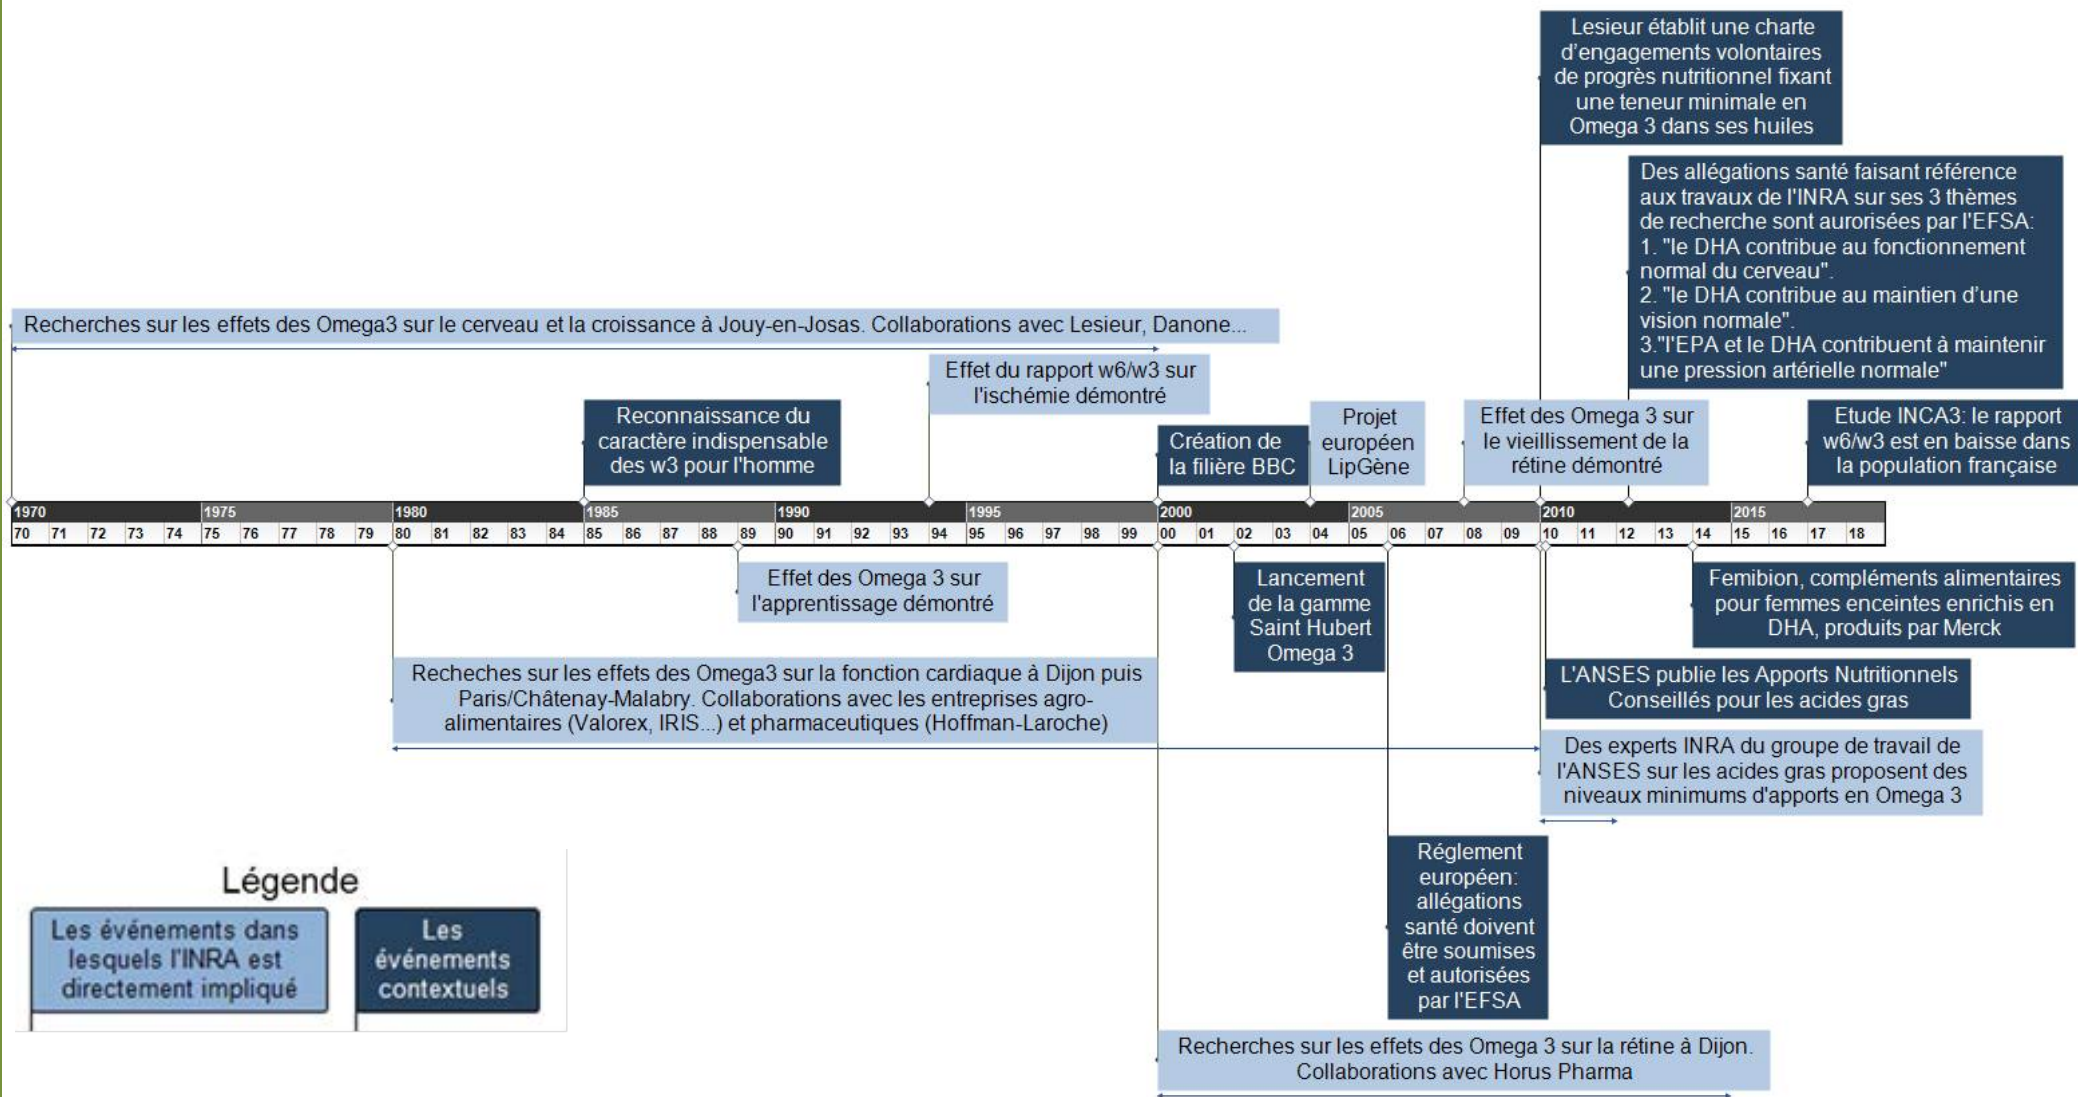 Lesieur établit une charte
d'engagements volontaires
de progrès nutritionnel fixant
une teneur minimale en
Omega 3 dans ses huiles
Des allégations santé faisant référence
aux travaux de l'INRA sur ses 3 thèmes
de recherche sont aurorisées par l'EFSA:
1. "le DHA contribue au fonctionnement
normal du cerveau".
2. "le DHA contribue au maintien d'une
vision normale".
3."l'EPA et le DHA contribuent à maintenir
une pression artérielle normale"
Recherches sur les effets des Omega3 sur le cerveau et la croissance à Jouy-en-Josas. Collaborations avec Lesieur, Danone...
Effet du rapport w6/w3 sur
l'ischémie démontré
Reconnaissance du
caractère indispensable
des w3 pour l'homme
Création de
la filière BBC
Projet
européen
LipGène
Effet des Omega 3 sur
le vieillissement de la
rétine démontré
Etude INCA3: le rapport
w6/w3 est en baisse dans
la population française
1970 1975 1980 1985 1990 1995 2000 2005 2010 2015
70 71 72 73 74 75 76 77 78 79 80 81 82 83 84 85 86 87 88 89 90 91 92 93 94 95 96 97 98 99 00 01 02 03 04 05 06 07 08 09 10 11 12 13 14 15 16 17 18
Effet des Omega 3 sur
l'apprentissage démontré
Lancement
de la gamme
Saint Hubert
Omega 3
Femibion, compléments alimentaires
pour femmes enceintes enrichis en
DHA, produits par Merck
Recheches sur les effets des Omega3 sur la fonction cardiaque à Dijon puis
Paris/Châtenay-Malabry. Collaborations avec les entreprises agro-
alimentaires (Valorex, IRIS...) et pharmaceutiques (Hoffman-Laroche)
L'ANSES publie les Apports Nutritionnels
Conseillés pour les acides gras
Des experts INRA du groupe de travail de
l'ANSES sur les acides gras proposent des
niveaux minimums d'apports en Omega 3
Réglement
européen:
allégations
santé doivent
être soumises
et autorisées
par l'EFSA
Légende
Les événements dans
lesquels l'INRA est
directement impliqué
Les
événements
contextuels
Recherches sur les effets des Omega 3 sur la rétine à Dijon.
Collaborations avec Horus Pharma